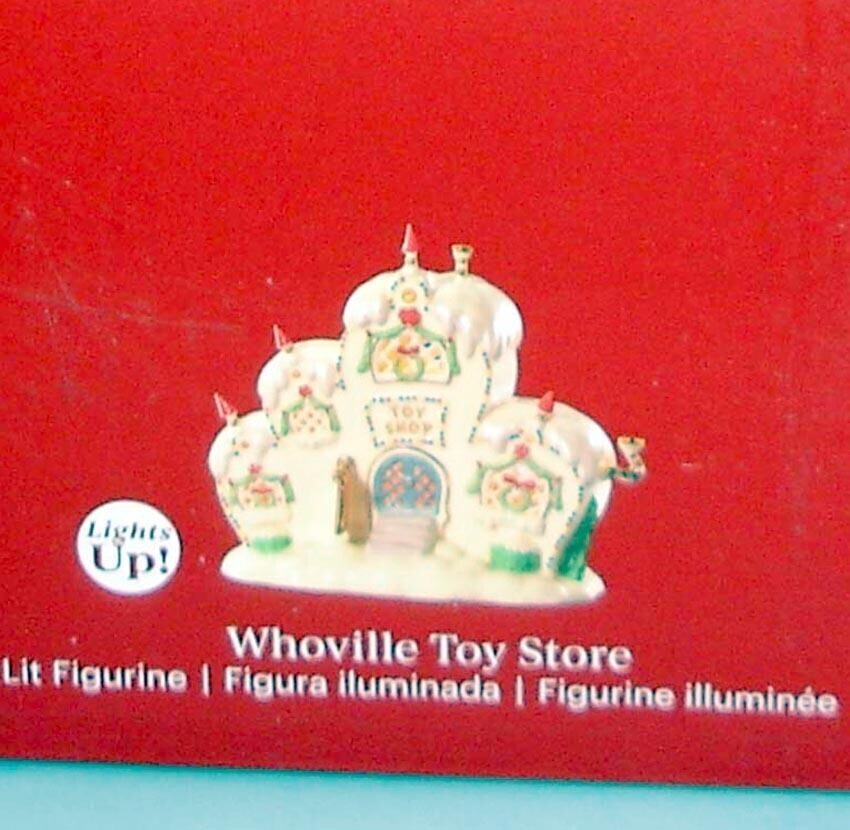 TOY
SHOP
Lights
Up!
Whoville Toy Store
Lit Figurine | Figura iluminada | Figurine illuminée